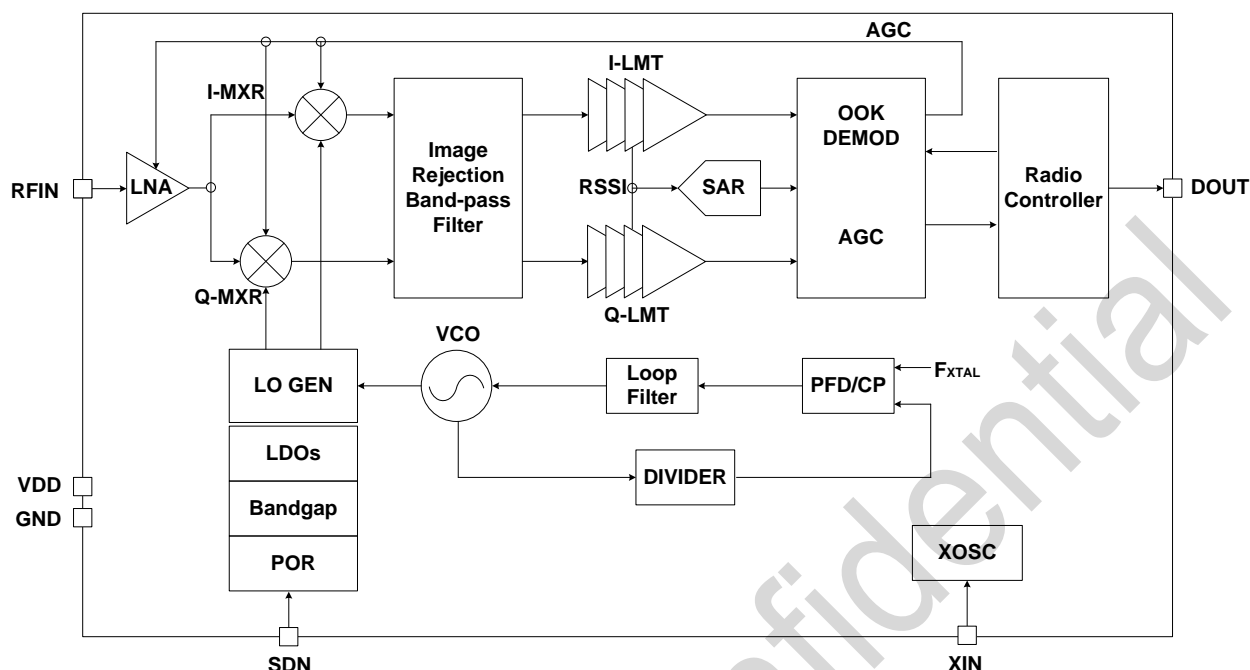 AGC
I-LMT
I-MXR
OOK
DEMOD
Image
Rejection
Band-pass
Filter
Radio
Controller
LNA
RFIN
RSSI
SAR
DOUT
AGC
Q-MXR
Q-LMT
VCO
LO GEN
Loop
Filter
PFD/CP
FXTAL
LDOs
DIVIDER
VDD
Bandgap
GND
POR
XOSC
SDN
XIN
nfidential